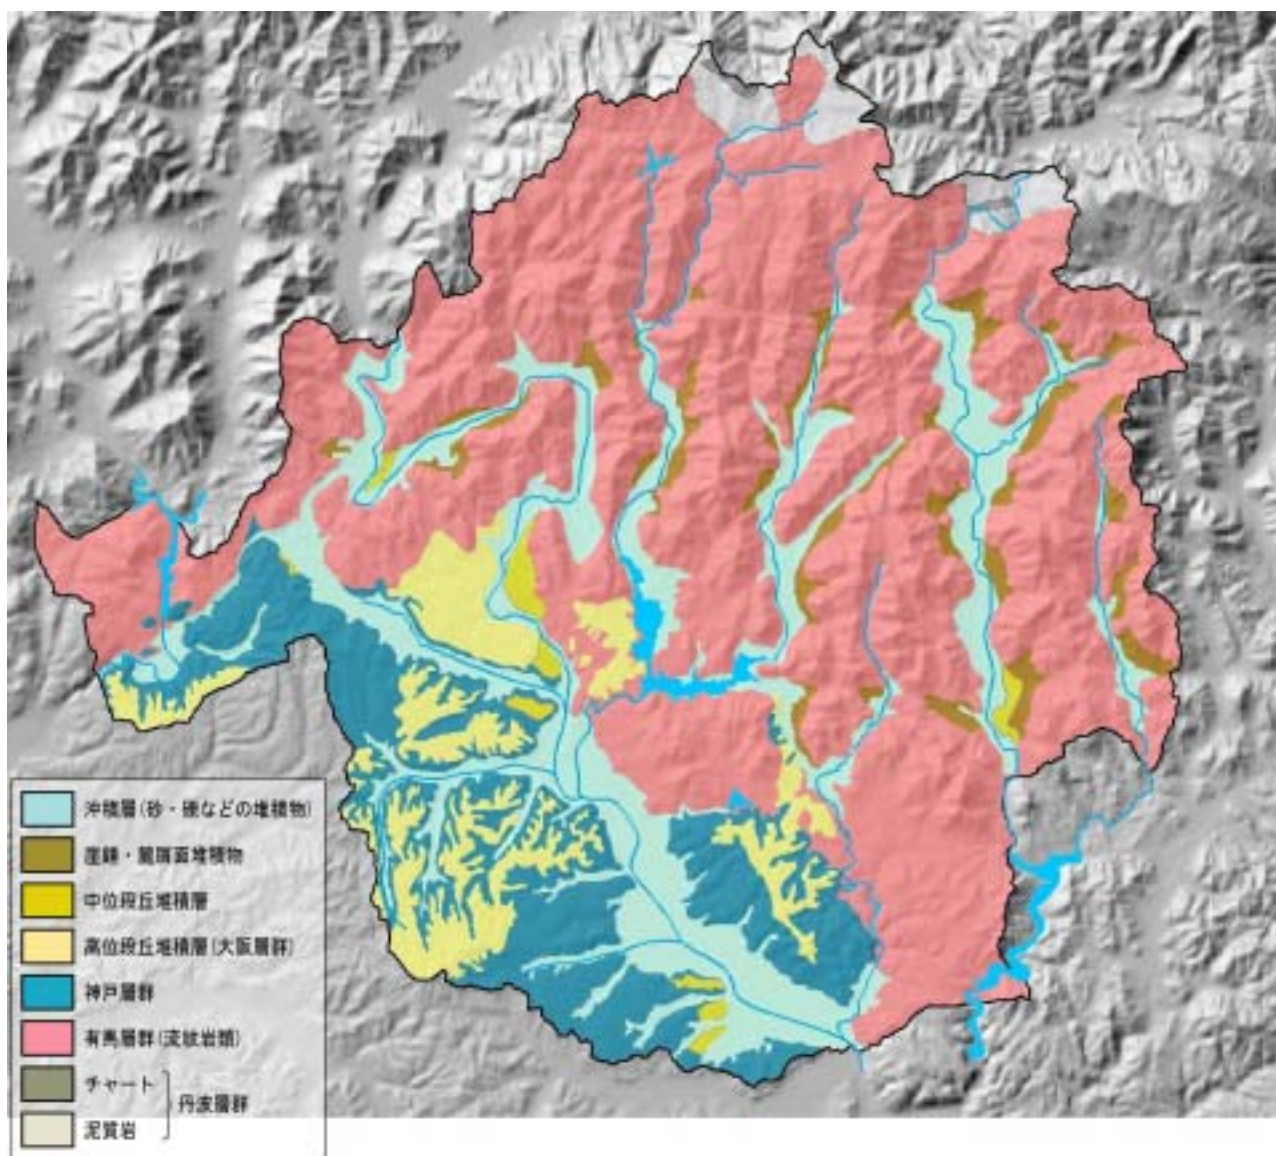 沖積層(砂・礫などの堆積物)
崖錐・麓屑面堆積物
中位段丘堆積層
高位段丘堆積層(大阪層群)
神戸層群
有馬層群(流紋岩類)
チャート
丹波層群
泥質岩